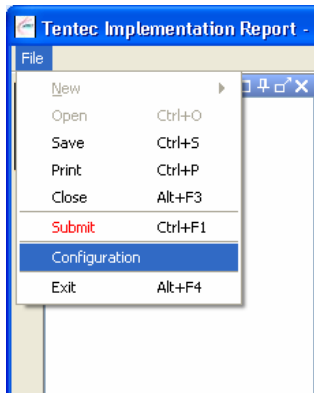 Tentec Implementation Report -
File
New
Open Ctrl+O
Save Ctrl+S
Print Ctrl+P
Close Alt+F3
Submit Ctrl+F1
Configuration
Exit Alt+F4